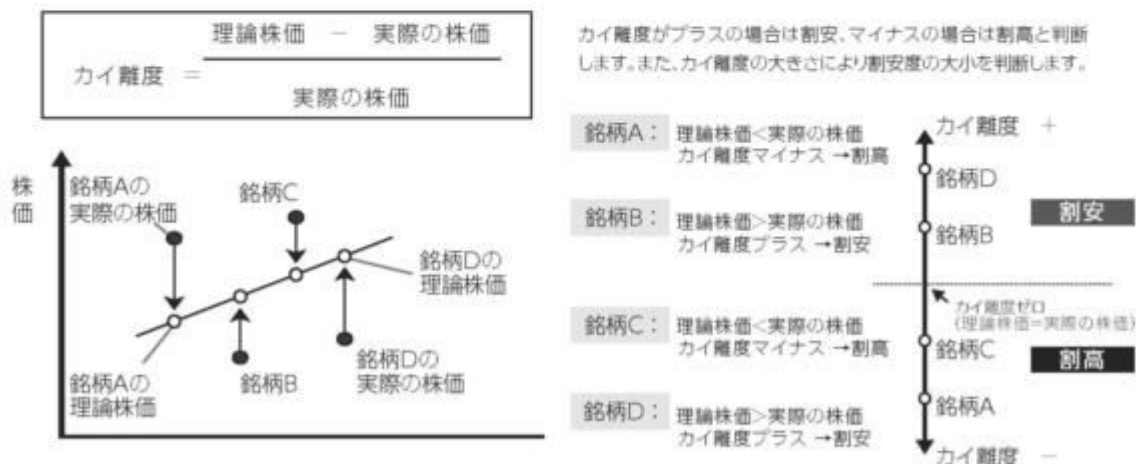 理論株価 － 実際の株価
カイ離度 ＝
実際の株価
株価
銘柄Aの
実際の株価
銘柄C
銘柄Dの
理論株価
銘柄Aの
理論株価
銘柄B
銘柄Dの
実際の株価
カイ離度がプラスの場合は割安、マイナスの場合は割高と判断
します。また、カイ離度の大きさにより割安度の大小を判断します。
銘柄A： 理論株価＜実際の株価
カイ離度マイナス →割高
銘柄B： 理論株価＞実際の株価
カイ離度プラス →割安
銘柄C： 理論株価＜実際の株価
カイ離度マイナス →割高
銘柄D： 理論株価＞実際の株価
カイ離度プラス →割安
カイ離度 ＋
銘柄D
割安
銘柄B
カイ離度ゼロ
(理論株価=実際の株価)
銘柄C
割高
銘柄A
カイ離度 －